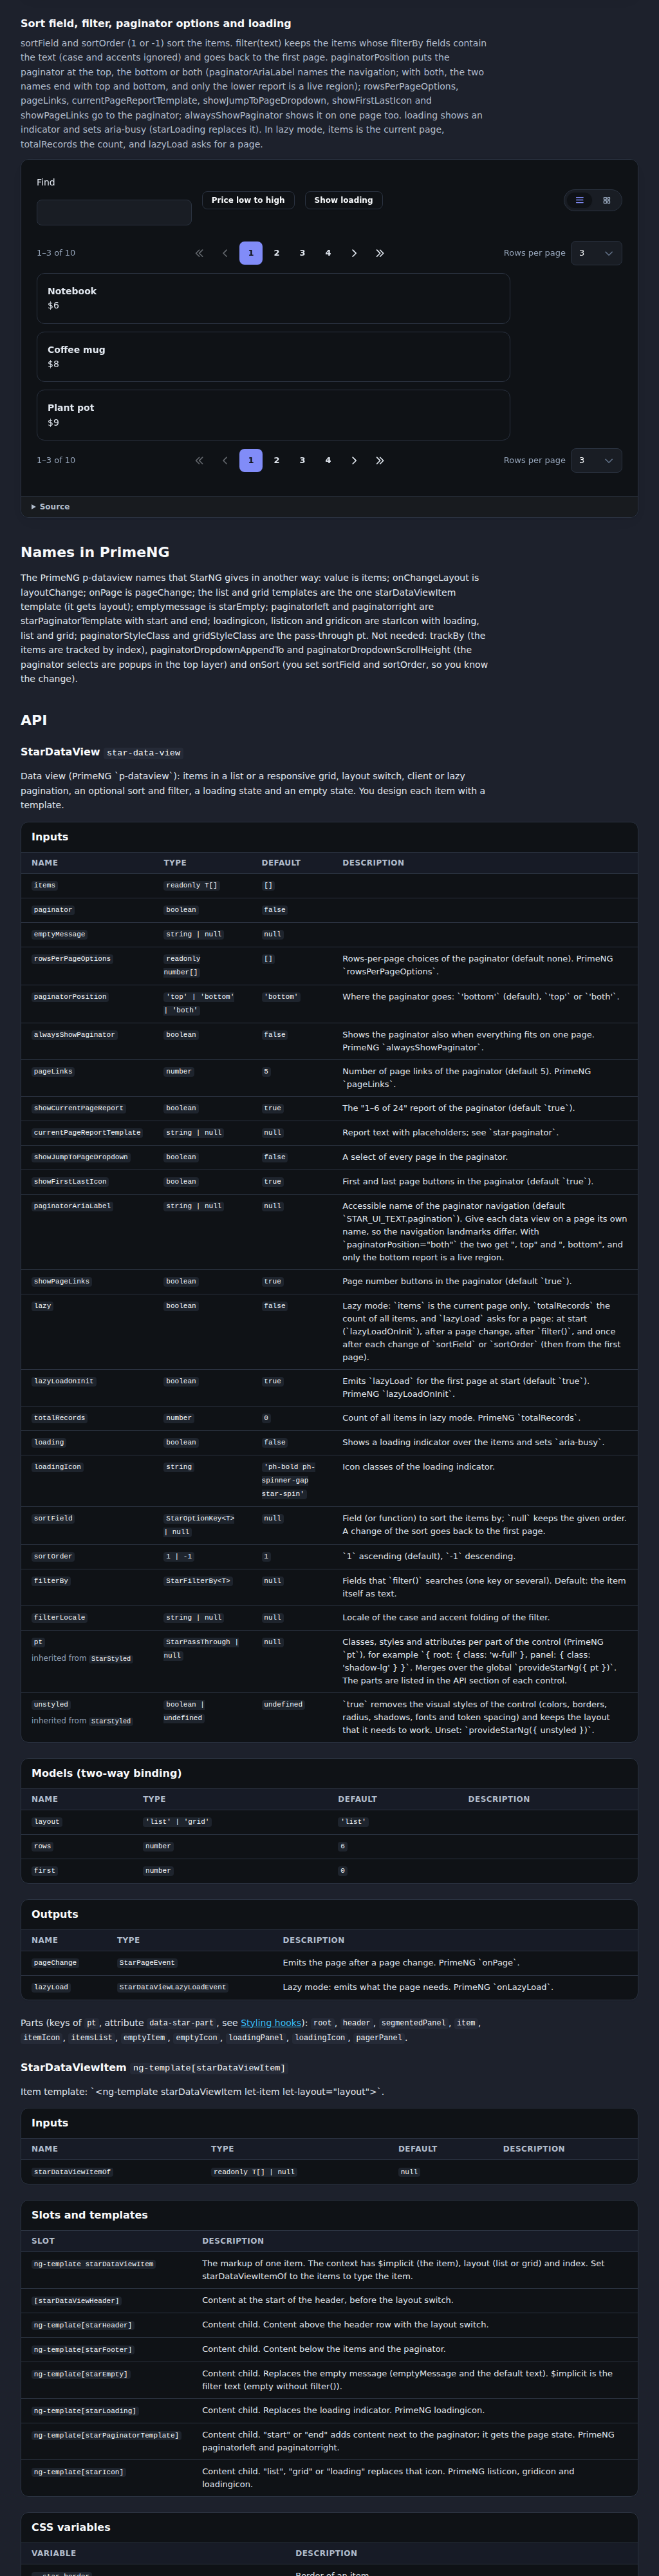 Sort field, filter, paginator options and loading
sortField and sortOrder (1 or -1) sort the items. filter(text) keeps the items whose filterBy fields contain
the text (case and accents ignored) and goes back to the first page. paginatorPosition puts the
paginator at the top, the bottom or both (paginatorAriaLabel names the navigation; with both, the two
names end with top and bottom, and only the lower report is a live region); rowsPerPageOptions,
pageLinks, currentPageReportTemplate, showJumpToPageDropdown, showFirstLastIcon and
showPageLinks go to the paginator; alwaysShowPaginator shows it on one page too. loading shows an
indicator and sets aria-busy (starLoading replaces it). In lazy mode, items is the current page,
totalRecords the count, and lazyLoad asks for a page.
Find
Price low to high
Show loading
1–3 of 10
1 2 3 4
Rows per page 3
Notebook
$6
Coffee mug
$8
Plant pot
$9
1–3 of 10
1 2 3 4
Rows per page 3
Source
Names in PrimeNG
The PrimeNG p-dataview names that StarNG gives in another way: value is items; onChangeLayout is
layoutChange; onPage is pageChange; the list and grid templates are the one starDataViewItem
template (it gets layout); emptymessage is starEmpty; paginatorleft and paginatorright are
starPaginatorTemplate with start and end; loadingicon, listicon and gridicon are starIcon with loading,
list and grid; paginatorStyleClass and gridStyleClass are the pass-through pt. Not needed: trackBy (the
items are tracked by index), paginatorDropdownAppendTo and paginatorDropdownScrollHeight (the
paginator selects are popups in the top layer) and onSort (you set sortField and sortOrder, so you know
the change).
API
StarDataView star-data-view
Data view (PrimeNG `p-dataview`): items in a list or a responsive grid, layout switch, client or lazy
pagination, an optional sort and filter, a loading state and an empty state. You design each item with a
template.
Inputs
NAME TYPE DEFAULT DESCRIPTION
items readonly T[] []
paginator boolean false
emptyMessage string | null null
rowsPerPageOptions readonly number[] [] Rows-per-page choices of the paginator (default none). PrimeNG
`rowsPerPageOptions`.
paginatorPosition 'top' | 'bottom' | 'both' 'bottom' Where the paginator goes: `'bottom'` (default), `'top'` or `'both'`.
alwaysShowPaginator boolean false Shows the paginator also when everything fits on one page.
PrimeNG `alwaysShowPaginator`.
pageLinks number 5 Number of page links of the paginator (default 5). PrimeNG
`pageLinks`.
showCurrentPageReport boolean true The "1–6 of 24" report of the paginator (default `true`).
currentPageReportTemplate string | null null Report text with placeholders; see `star-paginator`.
showJumpToPageDropdown boolean false A select of every page in the paginator.
showFirstLastIcon boolean true First and last page buttons in the paginator (default `true`).
paginatorAriaLabel string | null null Accessible name of the paginator navigation (default
`STAR_UI_TEXT.pagination`). Give each data view on a page its own
name, so the navigation landmarks differ. With
`paginatorPosition="both"` the two get ", top" and ", bottom", and
only the bottom report is a live region.
showPageLinks boolean true Page number buttons in the paginator (default `true`).
lazy boolean false Lazy mode: `items` is the current page only, `totalRecords` the
count of all items, and `lazyLoad` asks for a page: at start
(`lazyLoadOnInit`), after a page change, after `filter()`, and once
after each change of `sortField` or `sortOrder` (then from the first
page).
lazyLoadOnInit boolean true Emits `lazyLoad` for the first page at start (default `true`).
PrimeNG `lazyLoadOnInit`.
totalRecords number 0 Count of all items in lazy mode. PrimeNG `totalRecords`.
loading boolean false Shows a loading indicator over the items and sets `aria-busy`.
loadingIcon string 'ph-bold ph-spinner-gap star-spin' Icon classes of the loading indicator.
sortField StarOptionKey<T> | null null Field (or function) to sort the items by; `null` keeps the given order.
A change of the sort goes back to the first page.
sortOrder 1 | -1 1 `1` ascending (default), `-1` descending.
filterBy StarFilterBy<T> null Fields that `filter()` searches (one key or several). Default: the item
itself as text.
filterLocale string | null null Locale of the case and accent folding of the filter.
pt inherited from StarStyled StarPassThrough | null null Classes, styles and attributes per part of the control (PrimeNG
`pt`), for example `{ root: { class: 'w-full' }, panel: { class:
'shadow-lg' } }`. Merges over the global `provideStarNg({ pt })`.
The parts are listed in the API section of each control.
unstyled inherited from StarStyled boolean | undefined undefined `true` removes the visual styles of the control (colors, borders,
radius, shadows, fonts and token spacing) and keeps the layout
that it needs to work. Unset: `provideStarNg({ unstyled })`.
Models (two-way binding)
NAME TYPE DEFAULT DESCRIPTION
layout 'list' | 'grid' 'list'
rows number 6
first number 0
Outputs
NAME TYPE DESCRIPTION
pageChange StarPageEvent Emits the page after a page change. PrimeNG `onPage`.
lazyLoad StarDataViewLazyLoadEvent Lazy mode: emits what the page needs. PrimeNG `onLazyLoad`.
Parts (keys of pt, attribute data-star-part, see Styling hooks): root, header, segmentedPanel, item,
itemIcon, itemsList, emptyItem, emptyIcon, loadingPanel, loadingIcon, pagerPanel.
StarDataViewItem ng-template[starDataViewItem]
Item template: `<ng-template starDataViewItem let-item let-layout="layout">`.
Inputs
NAME TYPE DEFAULT DESCRIPTION
starDataViewItemOf readonly T[] | null null
Slots and templates
SLOT DESCRIPTION
ng-template starDataViewItem The markup of one item. The context has $implicit (the item), layout (list or grid) and index. Set
starDataViewItemOf to the items to type the item.
[starDataViewHeader] Content at the start of the header, before the layout switch.
ng-template[starHeader] Content child. Content above the header row with the layout switch.
ng-template[starFooter] Content child. Content below the items and the paginator.
ng-template[starEmpty] Content child. Replaces the empty message (emptyMessage and the default text). $implicit is the
filter text (empty without filter()).
ng-template[starLoading] Content child. Replaces the loading indicator. PrimeNG loadingicon.
ng-template[starPaginatorTemplate] Content child. "start" or "end" adds content next to the paginator; it gets the page state. PrimeNG
paginatorleft and paginatorright.
ng-template[starIcon] Content child. "list", "grid" or "loading" replaces that icon. PrimeNG listicon, gridicon and
loadingicon.
CSS variables
VARIABLE DESCRIPTION
--star-border Border of an item